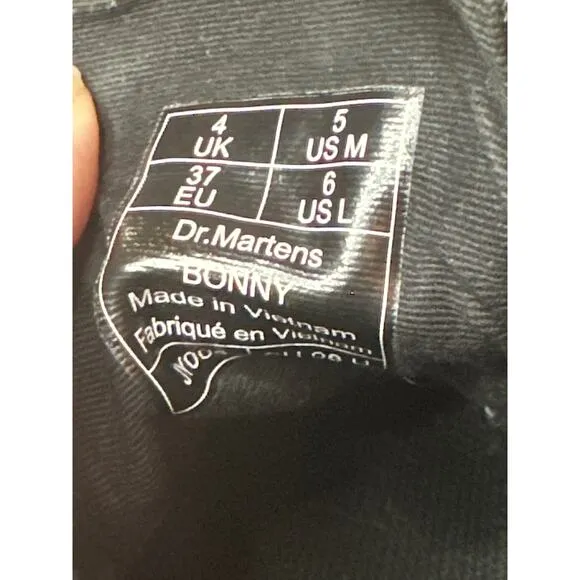 4 UK 5 US M
37 EU 6 US L
Dr.Martens
BONNY
Made in Vietnam
Fabriqué en Vietnam